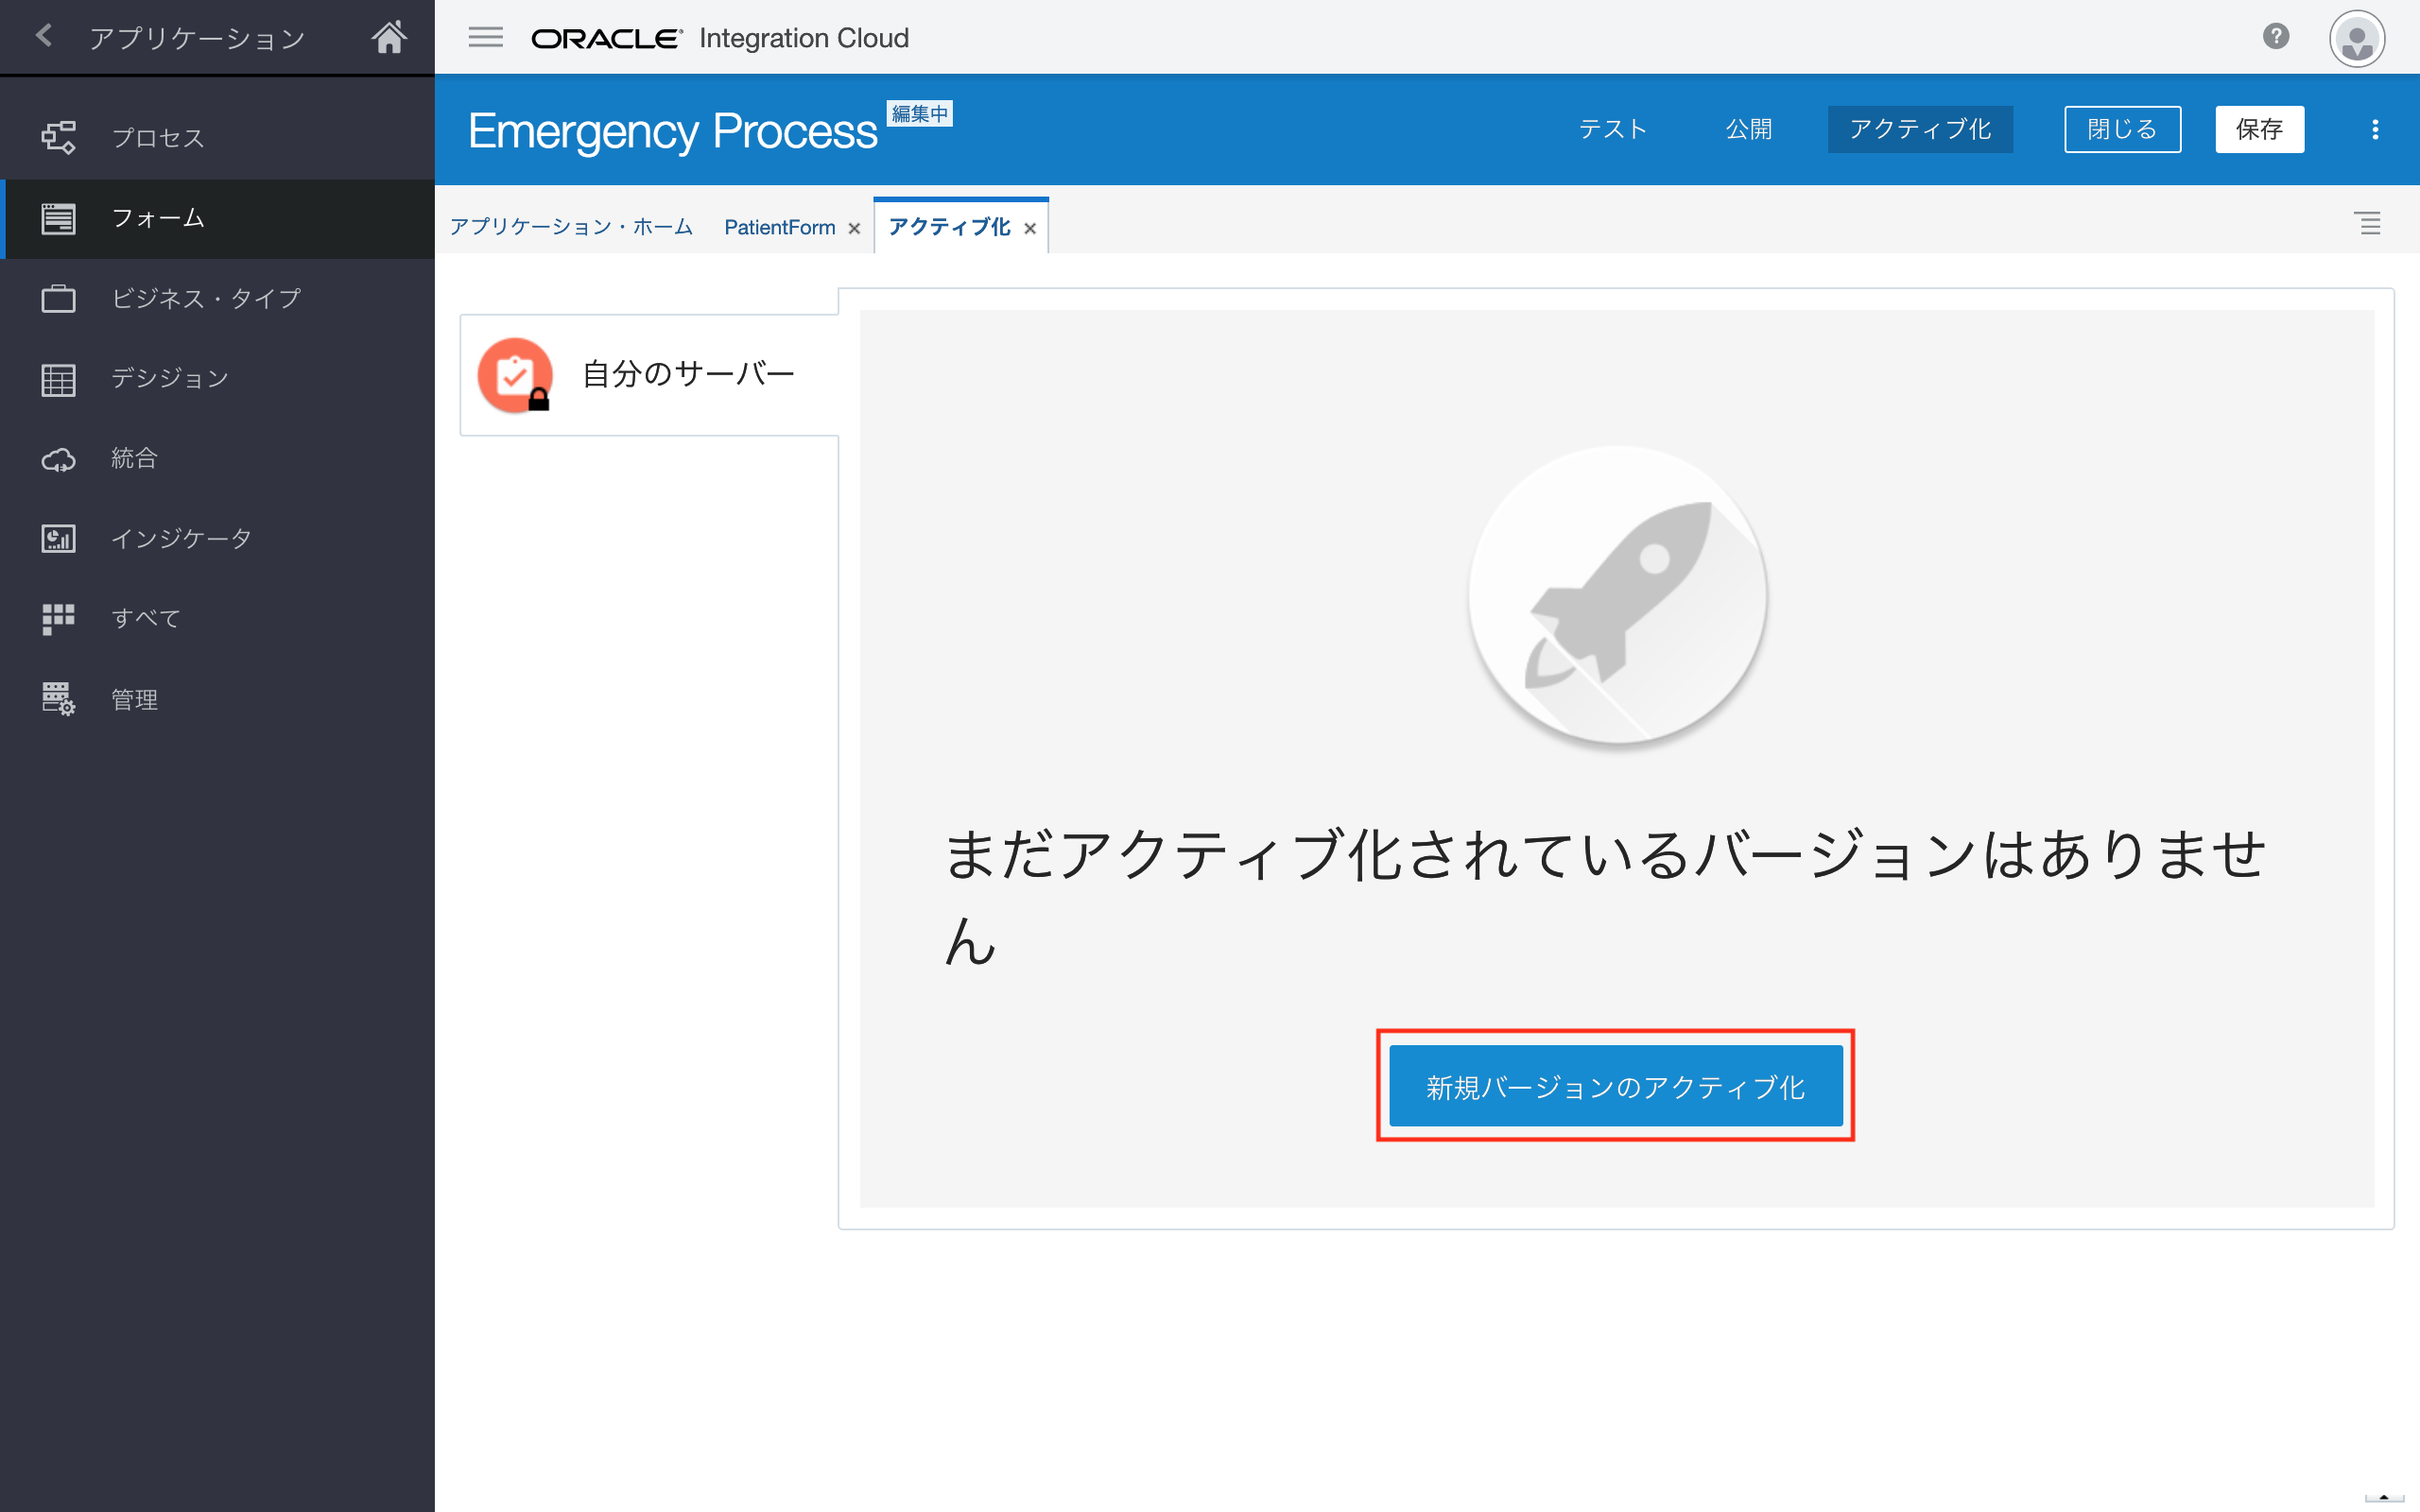 アプリケーション
ORACLE Integration Cloud
プロセス
フォーム
ビジネス・タイプ
デシジョン
統合
インジケータ
すべて
管理
Emergency Process 編集中
テスト 公開 アクティブ化 閉じる 保存
アプリケーション・ホーム PatientForm アクティブ化
自分のサーバー
まだアクティブ化されているバージョンはありませ
ん
新規バージョンのアクティブ化